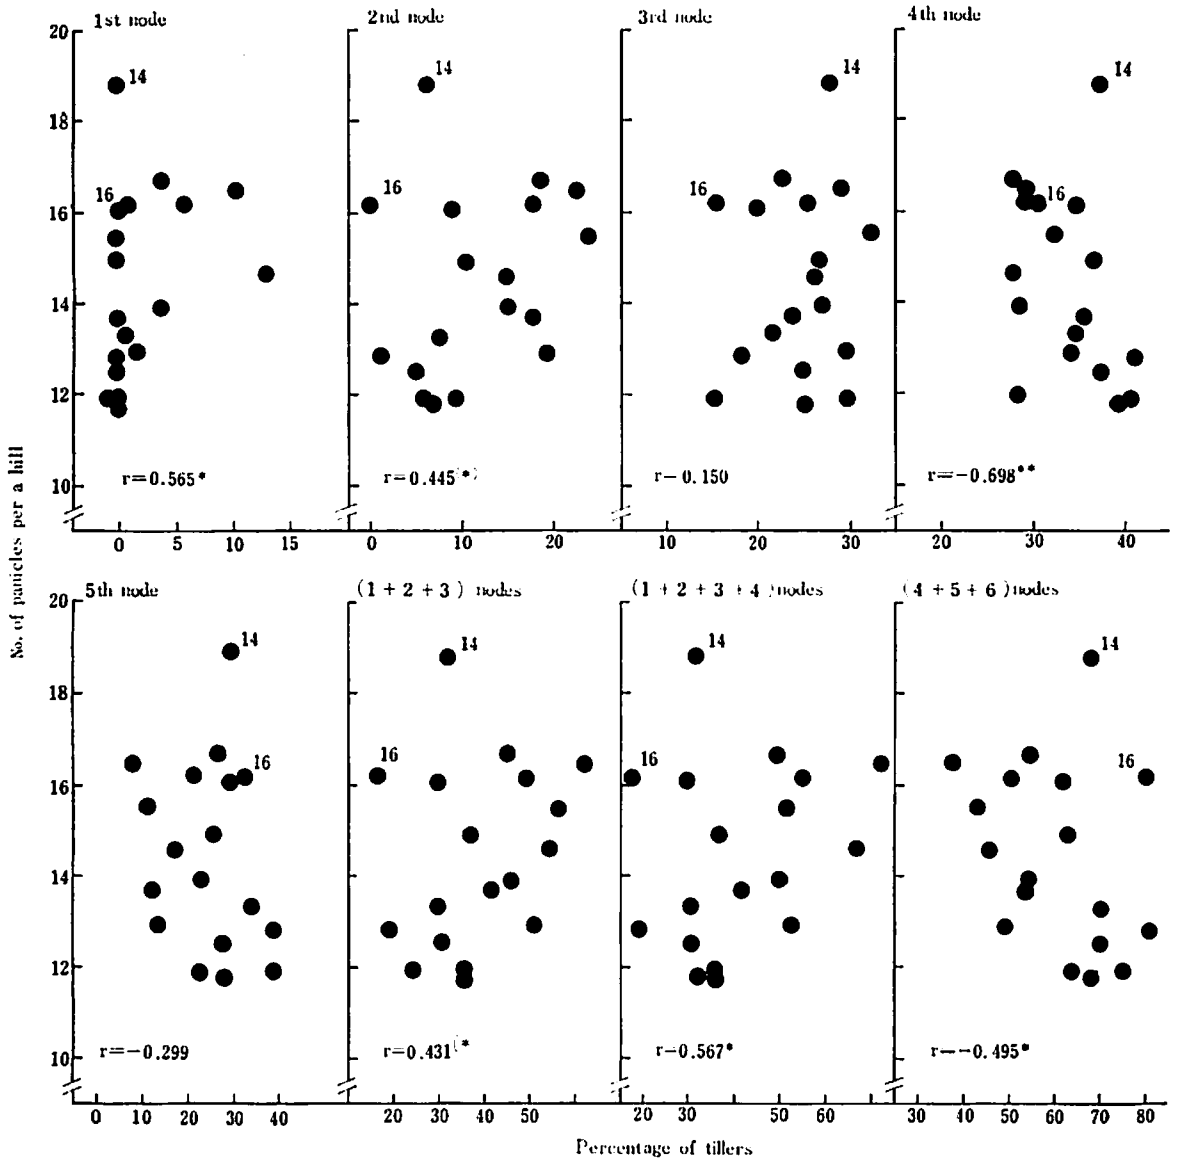 1st node
2nd node
3rd node
4th node
20
18
16
14
12
10
14
16
r=0.565*
0 5 10 15
14
16
r=0.445(*)
0 10 20
14
16
r=0.150
10 20 30
14
16
r=-0.698**
20 30 40
No. of panicles per a hill
5th node
(1+2+3) nodes
(1+2+3+4) nodes
(4+5+6) nodes
20
18
16
14
12
10
14
16
r=-0.299
0 10 20 30 40
14
16
r=0.431(*
20 30 40 50
14
16
r=0.567*
20 30 50 60
14
16
r=-0.495*
30 40 50 60 70 80
Percentage of tillers